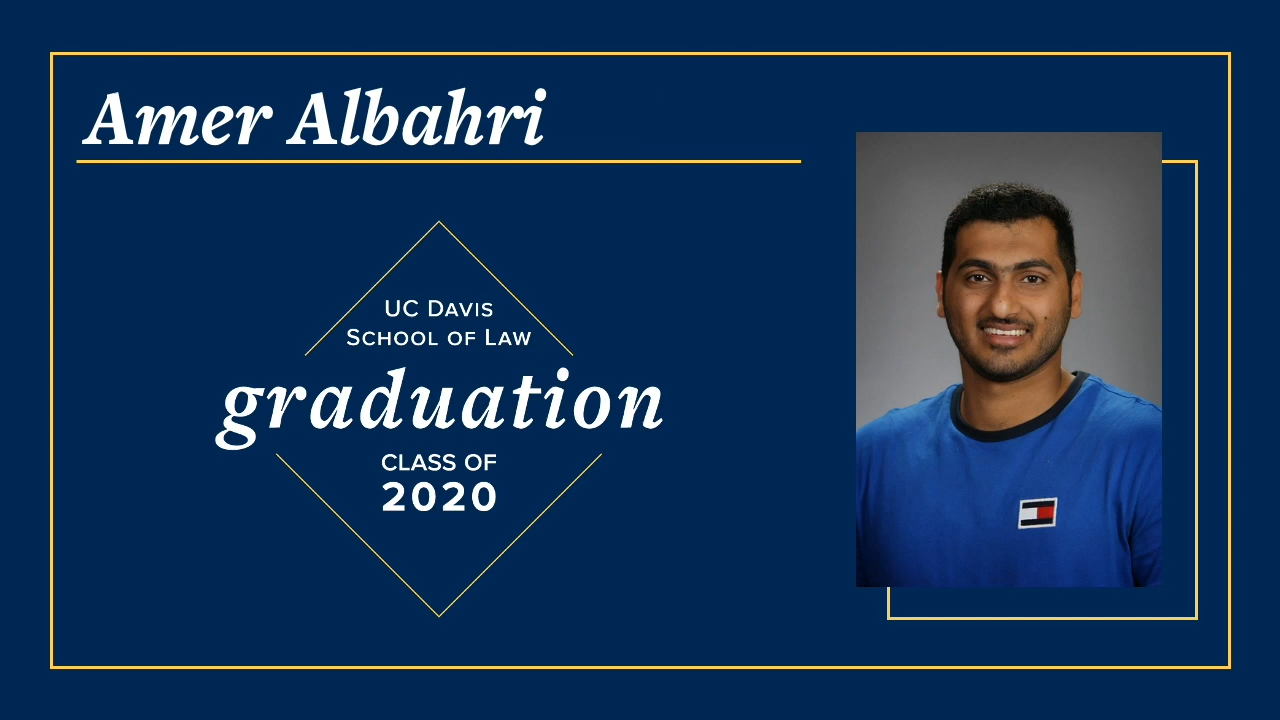 Amer Albahri
UC Davis
School of Law
graduation
CLASS OF
2020